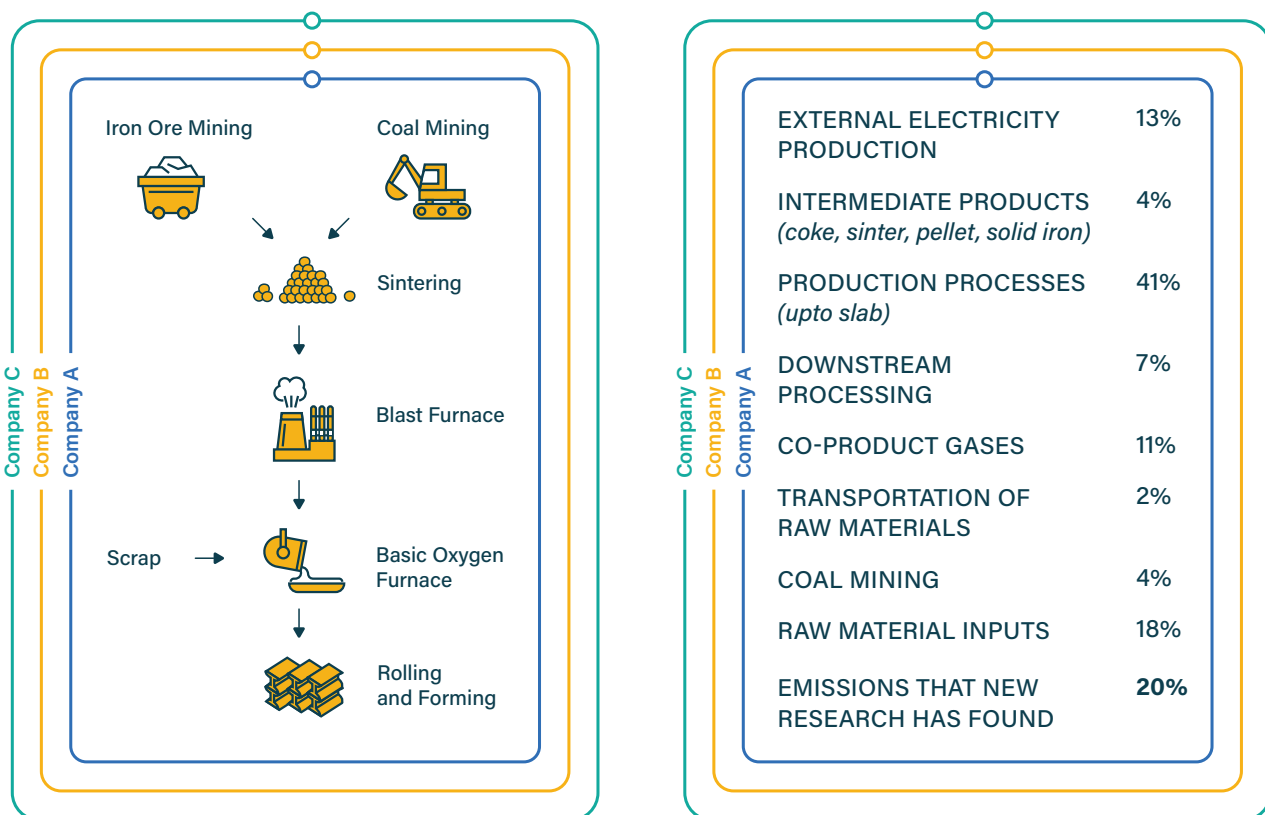 Iron Ore Mining
Coal Mining
Sintering
Blast Furnace
Scrap
Basic Oxygen
Furnace
Rolling
and Forming
Company C
Company B
Company A
EXTERNAL ELECTRICITY
PRODUCTION
13%
INTERMEDIATE PRODUCTS
(coke, sinter, pellet, solid iron)
4%
PRODUCTION PROCESSES
(upto slab)
41%
DOWNSTREAM
PROCESSING
7%
CO-PRODUCT GASES
11%
TRANSPORTATION OF
RAW MATERIALS
2%
COAL MINING
4%
RAW MATERIAL INPUTS
18%
EMISSIONS THAT NEW
RESEARCH HAS FOUND
20%
Company C
Company B
Company A